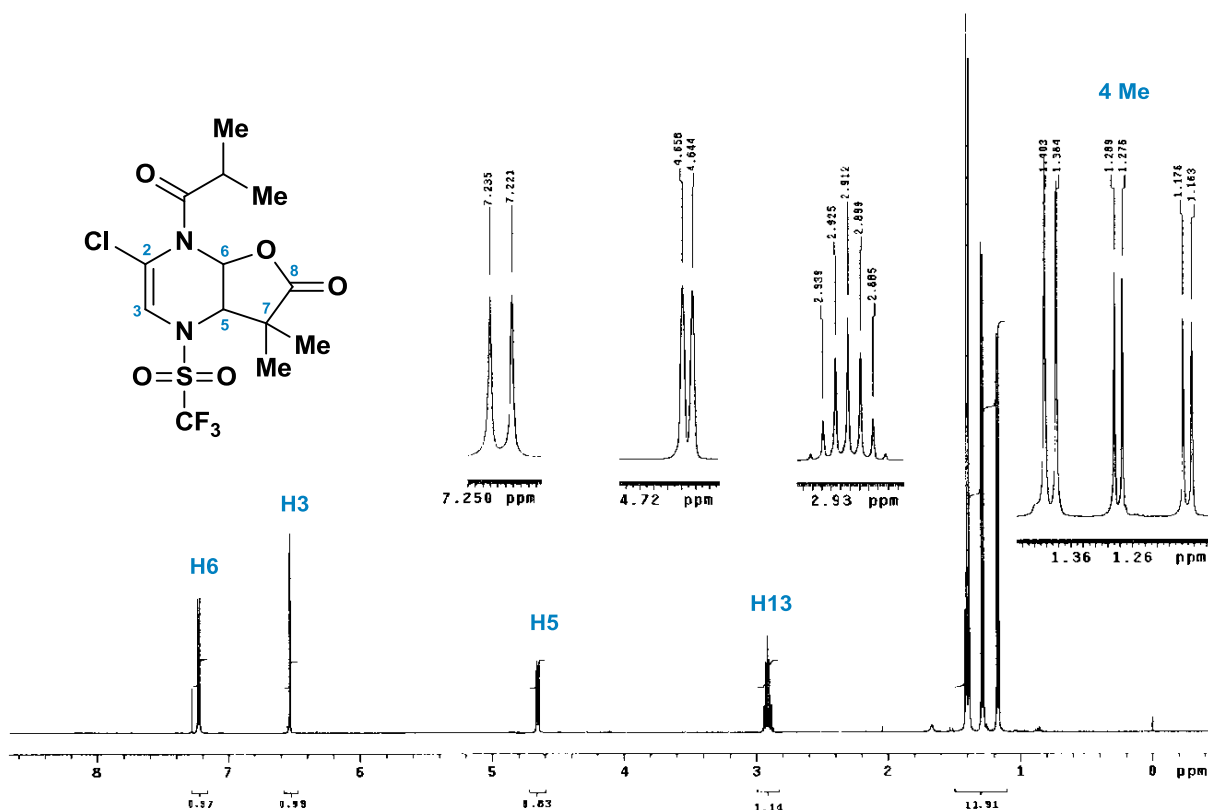 4 Me
Me
O
Me
Cl
2
N
6
O
8
O
3
N
5
7
Me
Me
O
S
O
CF3
7.235
7.221
4.658
4.644
2.939
2.925
2.912
2.899
2.885
1.403
1.384
1.289
1.276
1.176
1.163
7.250 ppm
4.72 ppm
2.93 ppm
1.36 1.26 ppm
H3
H6
H5
H13
8 7 6 5 4 3 2 1 0 ppm
0.97
0.99
0.83
1.14
11.91